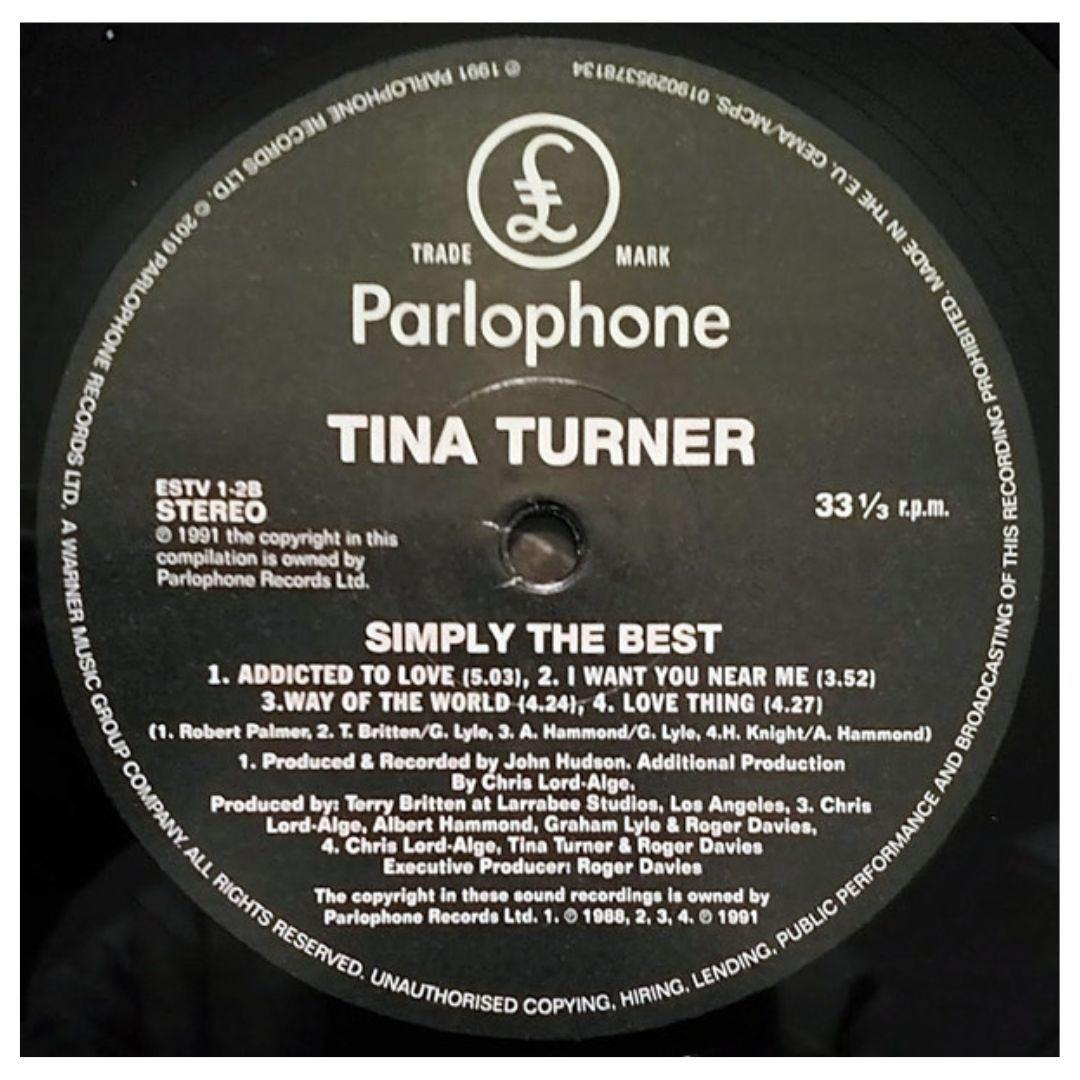 £
TRADE MARK
Parlophone
TINA TURNER
ESTV 1-2B
STEREO
℗ 1991 the copyright in this
compilation is owned by
Parlophone Records Ltd.
33 ⅓ r.p.m.
SIMPLY THE BEST
1. ADDICTED TO LOVE (5.03), 2. I WANT YOU NEAR ME (3.52)
3.WAY OF THE WORLD (4.24), 4. LOVE THING (4.27)
(1. Robert Palmer, 2. T. Britten/G. Lyle, 3. A. Hammond/G. Lyle, 4.H. Knight/A. Hammond)
1. Produced & Recorded by John Hudson. Additional Production
By Chris Lord-Alge.
Produced by: Terry Britten at Larrabee Studios, Los Angeles, 3. Chris
Lord-Alge, Albert Hammond, Graham Lyle & Roger Davies,
4. Chris Lord-Alge, Tina Turner & Roger Davies
Executive Producer: Roger Davies
The copyright in these sound recordings is owned by
Parlophone Records Ltd. 1. ℗ 1988, 2, 3, 4. ℗ 1991
℗ 1991 PARLOPHONE RECORDS LTD. © 2019 PARLOPHONE RECORDS LTD. A WARNER MUSIC GROUP COMPANY. ALL RIGHTS RESERVED. UNAUTHORISED COPYING, HIRING, LENDING, PUBLIC PERFORMANCE AND BROADCASTING OF THIS RECORDING PROHIBITED. MADE IN THE E.U. GEMA/MCPS. 0190295378134